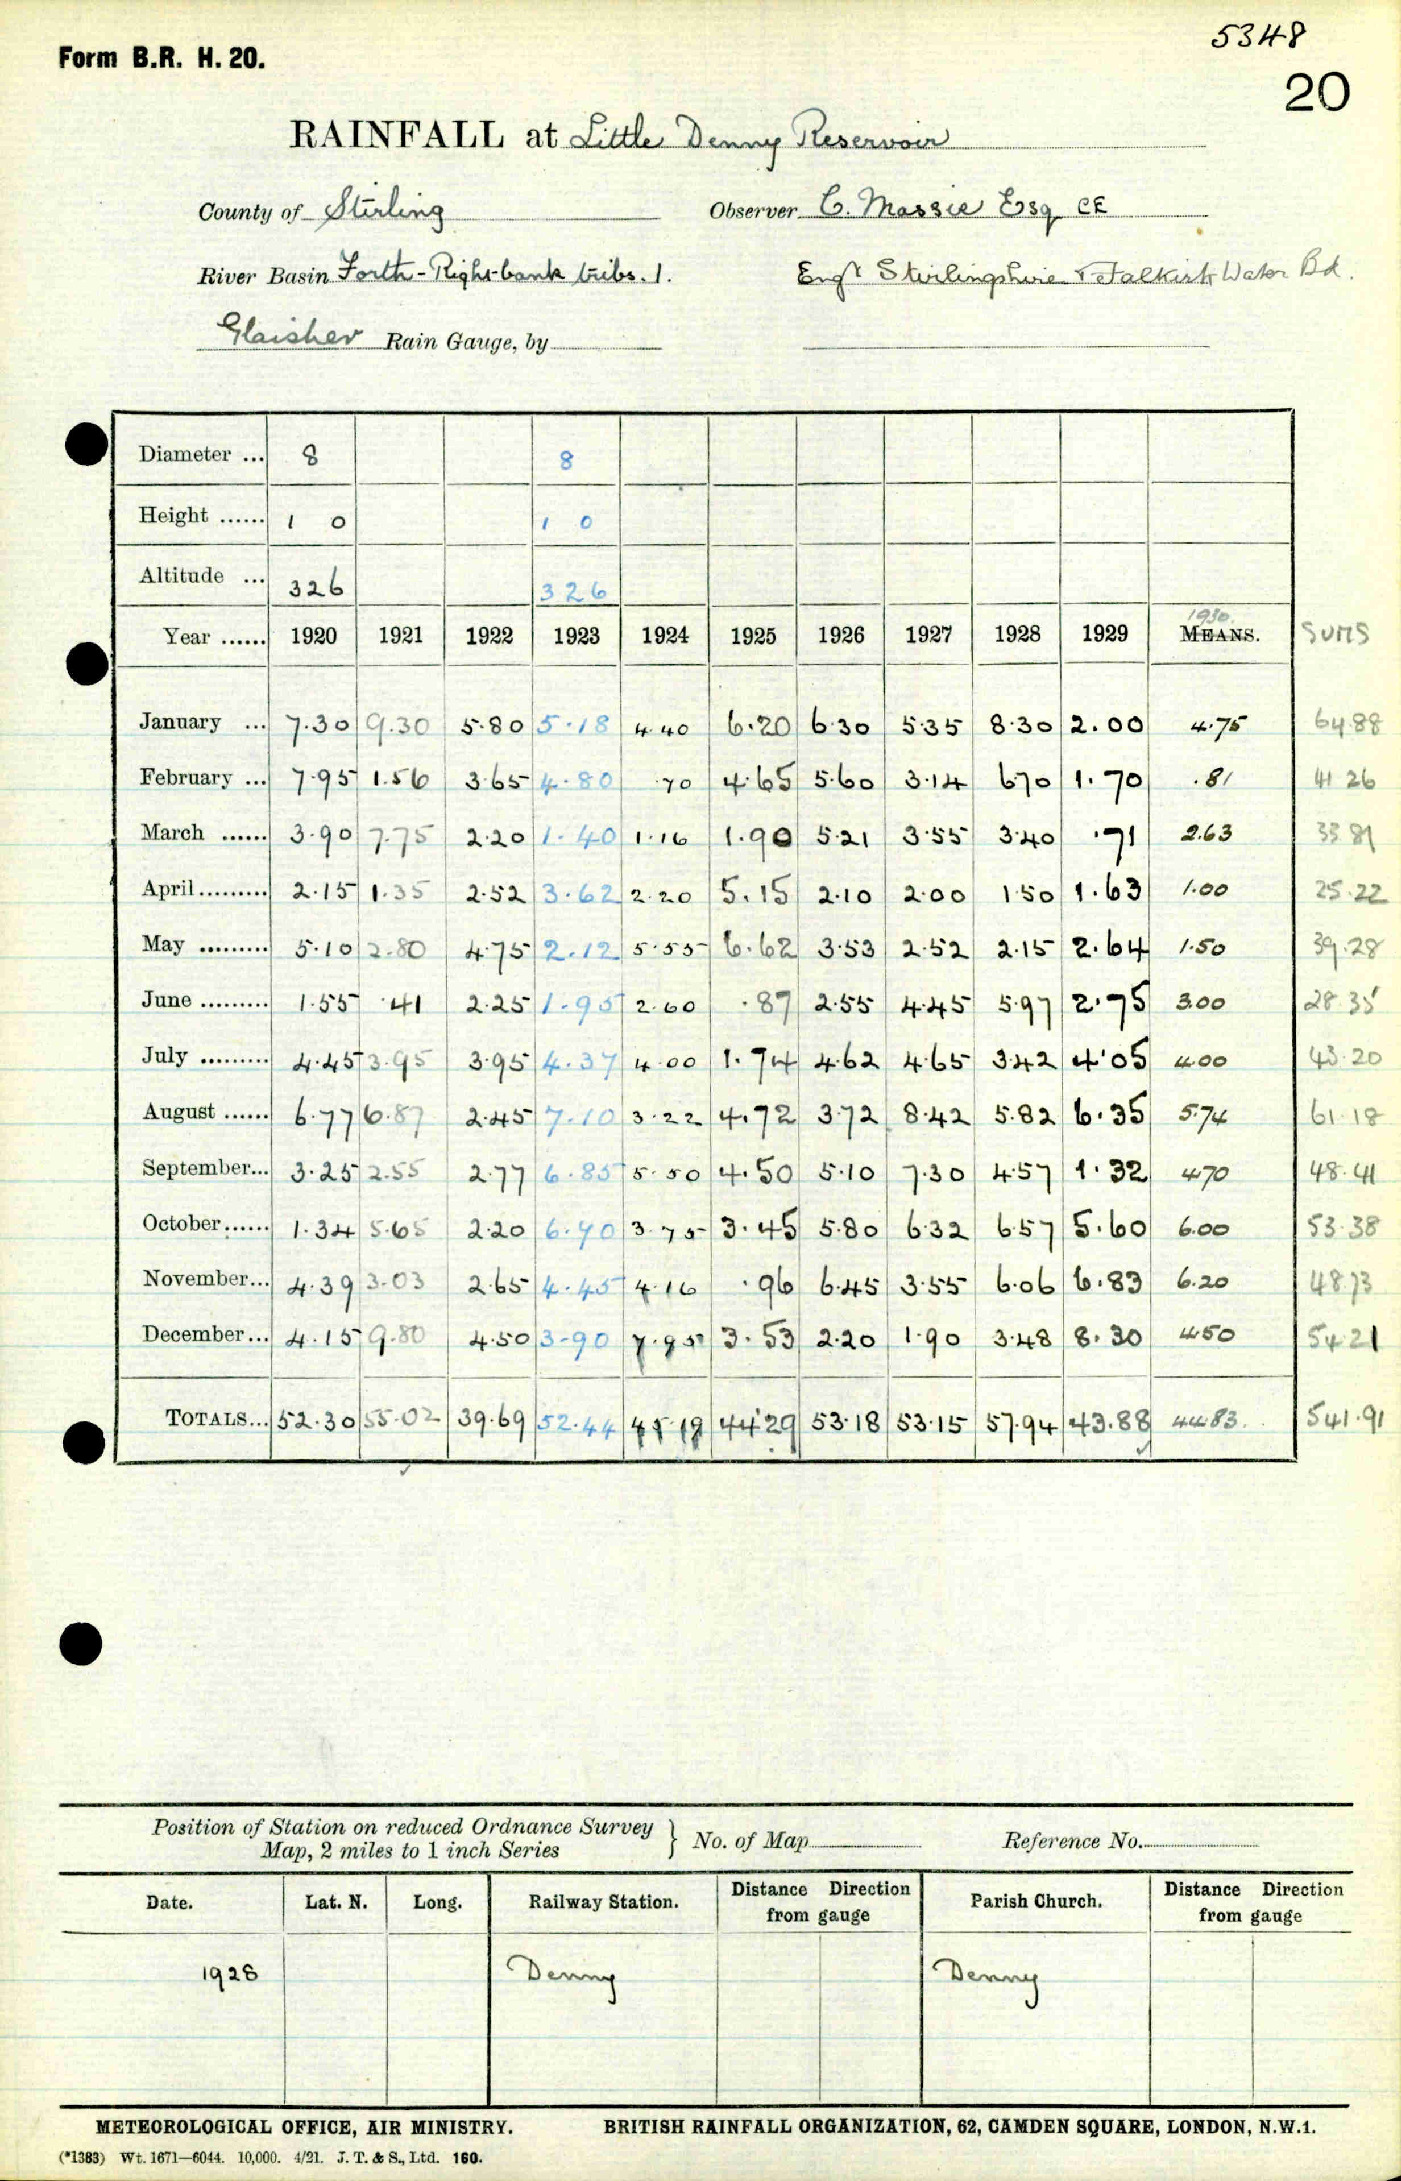 5348
Form B.R. H. 20.
20
RAINFALL at Little Denny Reservoir
County of Stirling Observer C. Massie Esq CE
River Basin Forth - Right-bank tribs. 1. Engr Stirlingshire & Falkirk Water Bd.
Glaisher Rain Gauge, by
Diameter ... 8 8
Height ...... 1 0 1 0
Altitude ... 326 326
1930.
Year ...... 1920 1921 1922 1923 1924 1925 1926 1927 1928 1929 MEANS. SUMS
January ... 7.30 9.30 5.80 5.18 4.40 6.20 6.30 5.35 8.30 2.00 4.75 64.88
February ... 7.95 1.56 3.65 4.80 .70 4.65 5.60 3.14 6.70 1.70 .81 41 26
March ...... 3.90 7.75 2.20 1.40 1.16 1.90 5.21 3.55 3.40 .71 2.63 33 81
April ......... 2.15 1.35 2.52 3.62 2.20 5.15 2.10 2.00 1.50 1.63 1.00 25.22
May ......... 5.10 2.80 4.75 2.12 5.55 6.62 3.53 2.52 2.15 2.64 1.50 39.28
June ......... 1.55 .41 2.25 1.95 2.60 .87 2.55 4.45 5.97 2.75 3.00 28.35
July ......... 4.45 3.95 3.95 4.37 4.00 1.74 4.62 4.65 3.42 4.05 4.00 43.20
August ...... 6.77 6.87 2.45 7.10 3.22 4.72 3.72 8.42 5.82 6.35 5.74 61.18
September... 3.25 2.55 2.77 6.85 5.50 4.50 5.10 7.30 4.57 1.32 4.70 48.41
October...... 1.34 5.65 2.20 6.70 3.75 3.45 5.80 6.32 6.57 5.60 6.00 53.38
November... 4.39 3.03 2.65 4.45 4.16 .96 6.45 3.55 6.06 6.83 6.20 48.73
December... 4.15 9.80 4.50 3.90 7.95 3.53 2.20 1.90 3.48 8.30 4.50 54.21
TOTALS... 52.30 55.02 39.69 52.44 45.19 44.29 53.18 53.15 57.94 43.88 44.83. 541.91
Position of Station on reduced Ordnance Survey
Map, 2 miles to 1 inch Series } No. of Map Reference No.
Date. Lat. N. Long. Railway Station. Distance Direction from gauge Parish Church. Distance Direction from gauge
1928 Denny Denny
METEOROLOGICAL OFFICE, AIR MINISTRY. BRITISH RAINFALL ORGANIZATION, 62, CAMDEN SQUARE, LONDON, N.W.1.
(*1383) Wt. 1671—6044. 10,000. 4/21. J. T. & S., Ltd. 160.